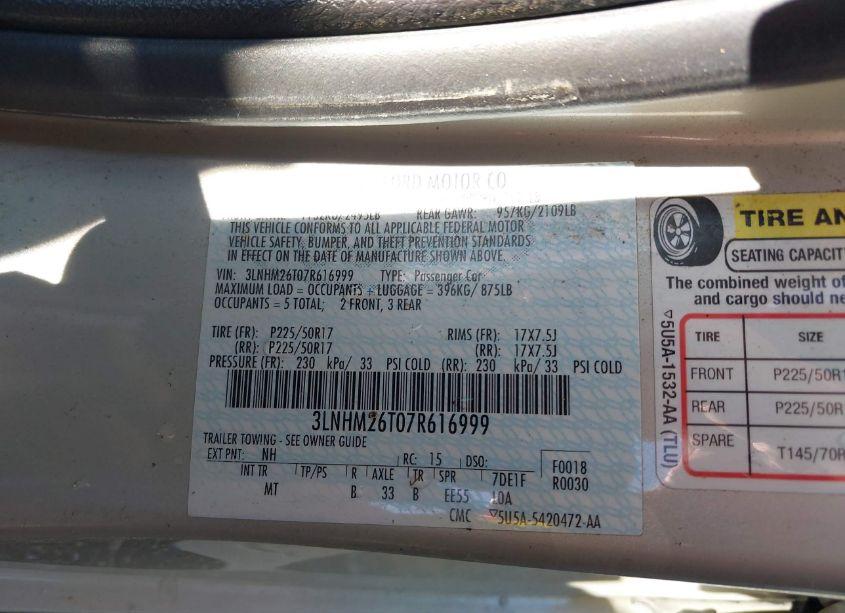 FORD MOTOR CO
2495LB REAR GAWR: 957KG/2109LB
THIS VEHICLE CONFORMS TO ALL APPLICABLE FEDERAL MOTOR
VEHICLE SAFETY, BUMPER, AND THEFT PREVENTION STANDARDS
IN EFFECT ON THE DATE OF MANUFACTURE SHOWN ABOVE.
VIN: 3LNHM26T07R616999 TYPE: Passenger Car
MAXIMUM LOAD = OCCUPANTS + LUGGAGE = 396KG/ 875LB
OCCUPANTS = 5 TOTAL; 2 FRONT, 3 REAR
TIRE (FR): P225/50R17 RIMS (FR): 17X7.5J
(RR): P225/50R17 (RR): 17X7.5J
PRESSURE (FR): 230 kPa/ 33 PSI COLD (RR): 230 kPa/ 33 PSI COLD
3LNHM26T07R616999
TRAILER TOWING - SEE OWNER GUIDE
EXT PNT: NH RC: 15 DSO: F0018
INT TR TP/PS R AXLE TR SPR 7DE1F R0030
MT B 33 B EE55 LOA
CMC ▽5U5A-5420472-AA
TIRE AN
SEATING CAPACITY
The combined weight of
and cargo should ne
▽5U5A-1532-AA (TLU)
TIRE SIZE
FRONT P225/50R1
REAR P225/50R
SPARE T145/70R